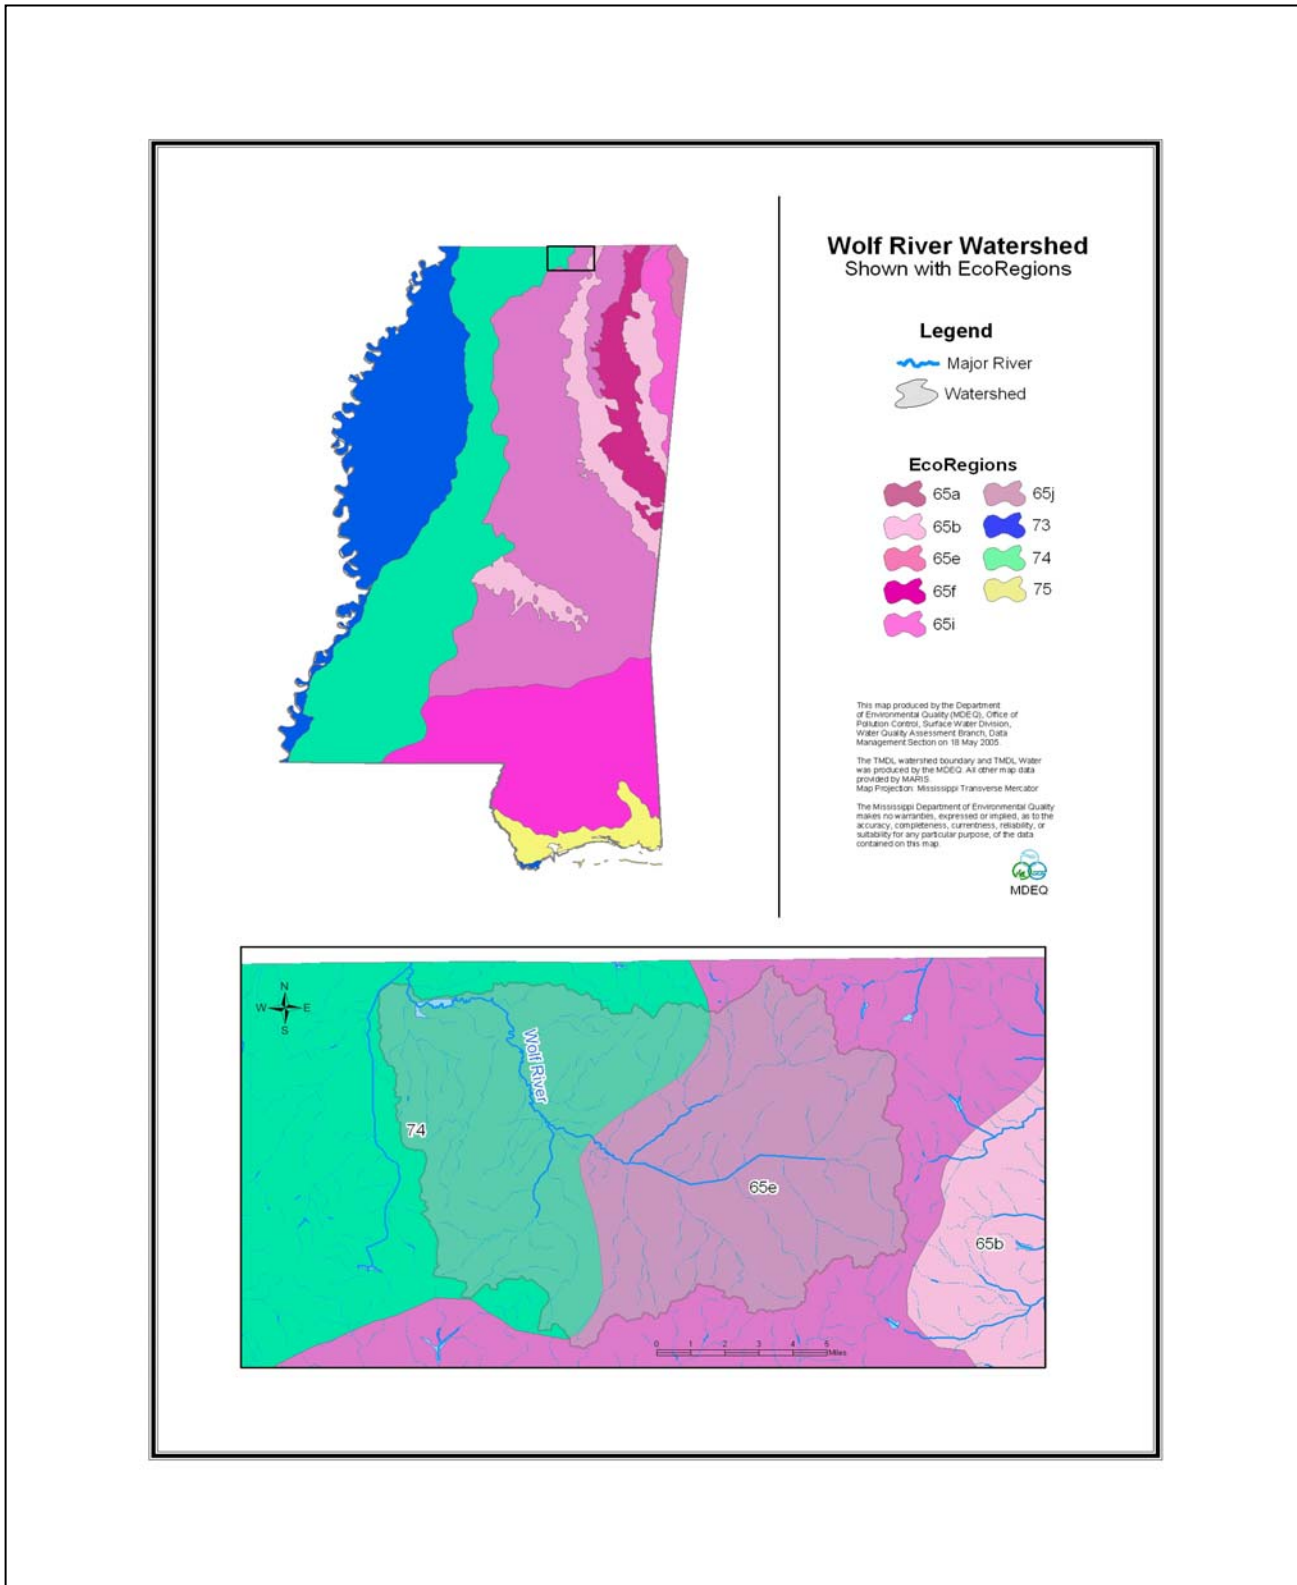 Wolf River Watershed
Shown with EcoRegions
Legend
Major River
Watershed
EcoRegions
65a
65j
65b
73
65e
74
65f
75
65i
This map produced by the Department
of Environmental Quality (MDEQ), Office of
Pollution Control, Surface Water Division,
Water Quality Assessment Branch, Data
Management Section on 18 May 2005.
The TMDL watershed boundary and TMDL Water
was produced by the MDEQ. All other map data
provided by MARIS.
Map Projection: Mississippi Transverse Mercator
The Mississippi Department of Environmental Quality
makes no warranties, expressed or implied, as to the
accuracy, completeness, currentness, reliability, or
suitability for any particular purpose, of the data
contained on this map.
MDEQ
N
W E
S
Wolf River
74
65e
65b
0 1 2 3 4 5
Miles